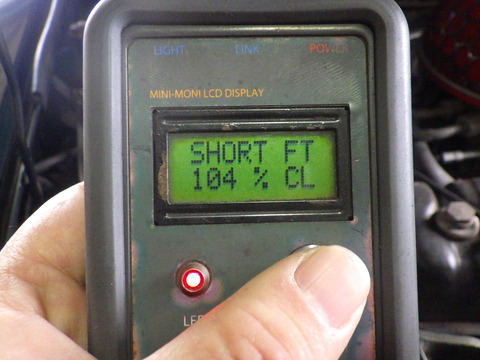 LIGHT LINK POWER
MINI-MONI LCD DISPLAY
SHORT FT
104 % CL